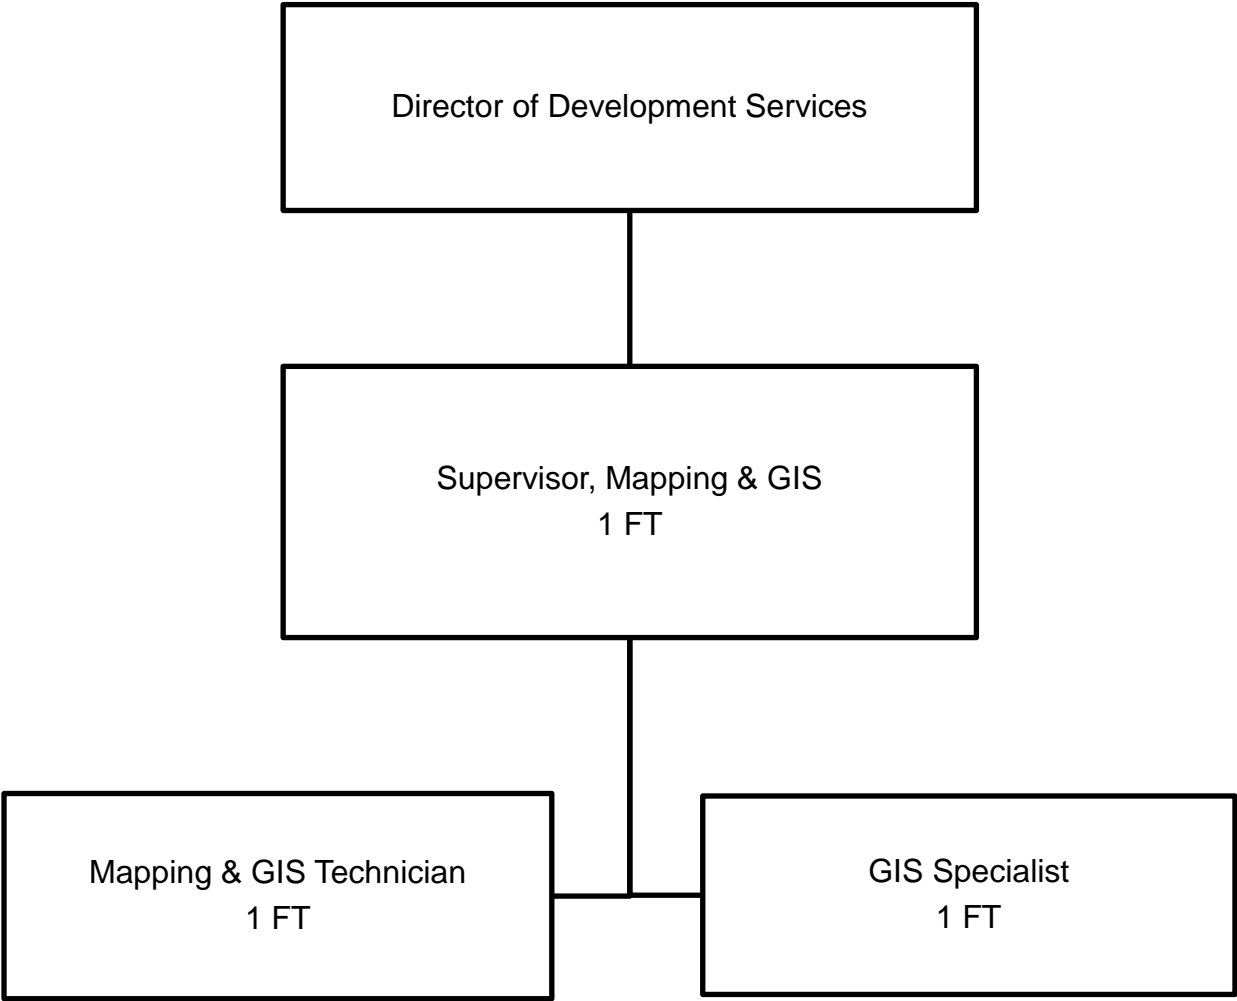 Director of Development Services
Supervisor, Mapping & GIS
1 FT
Mapping & GIS Technician
1 FT
GIS Specialist
1 FT